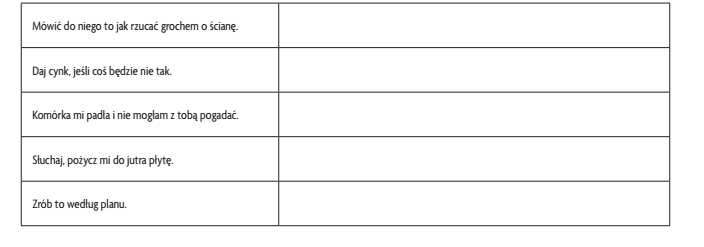 Mówić do niego to jak rzucać grochem o ścianę.
Daj cynk, jeśli coś będzie nie tak.
Komórka mi padła i nie mogłam z tobą pogadać.
Słuchaj, pożycz mi do jutra płytę.
Zrób to według planu.